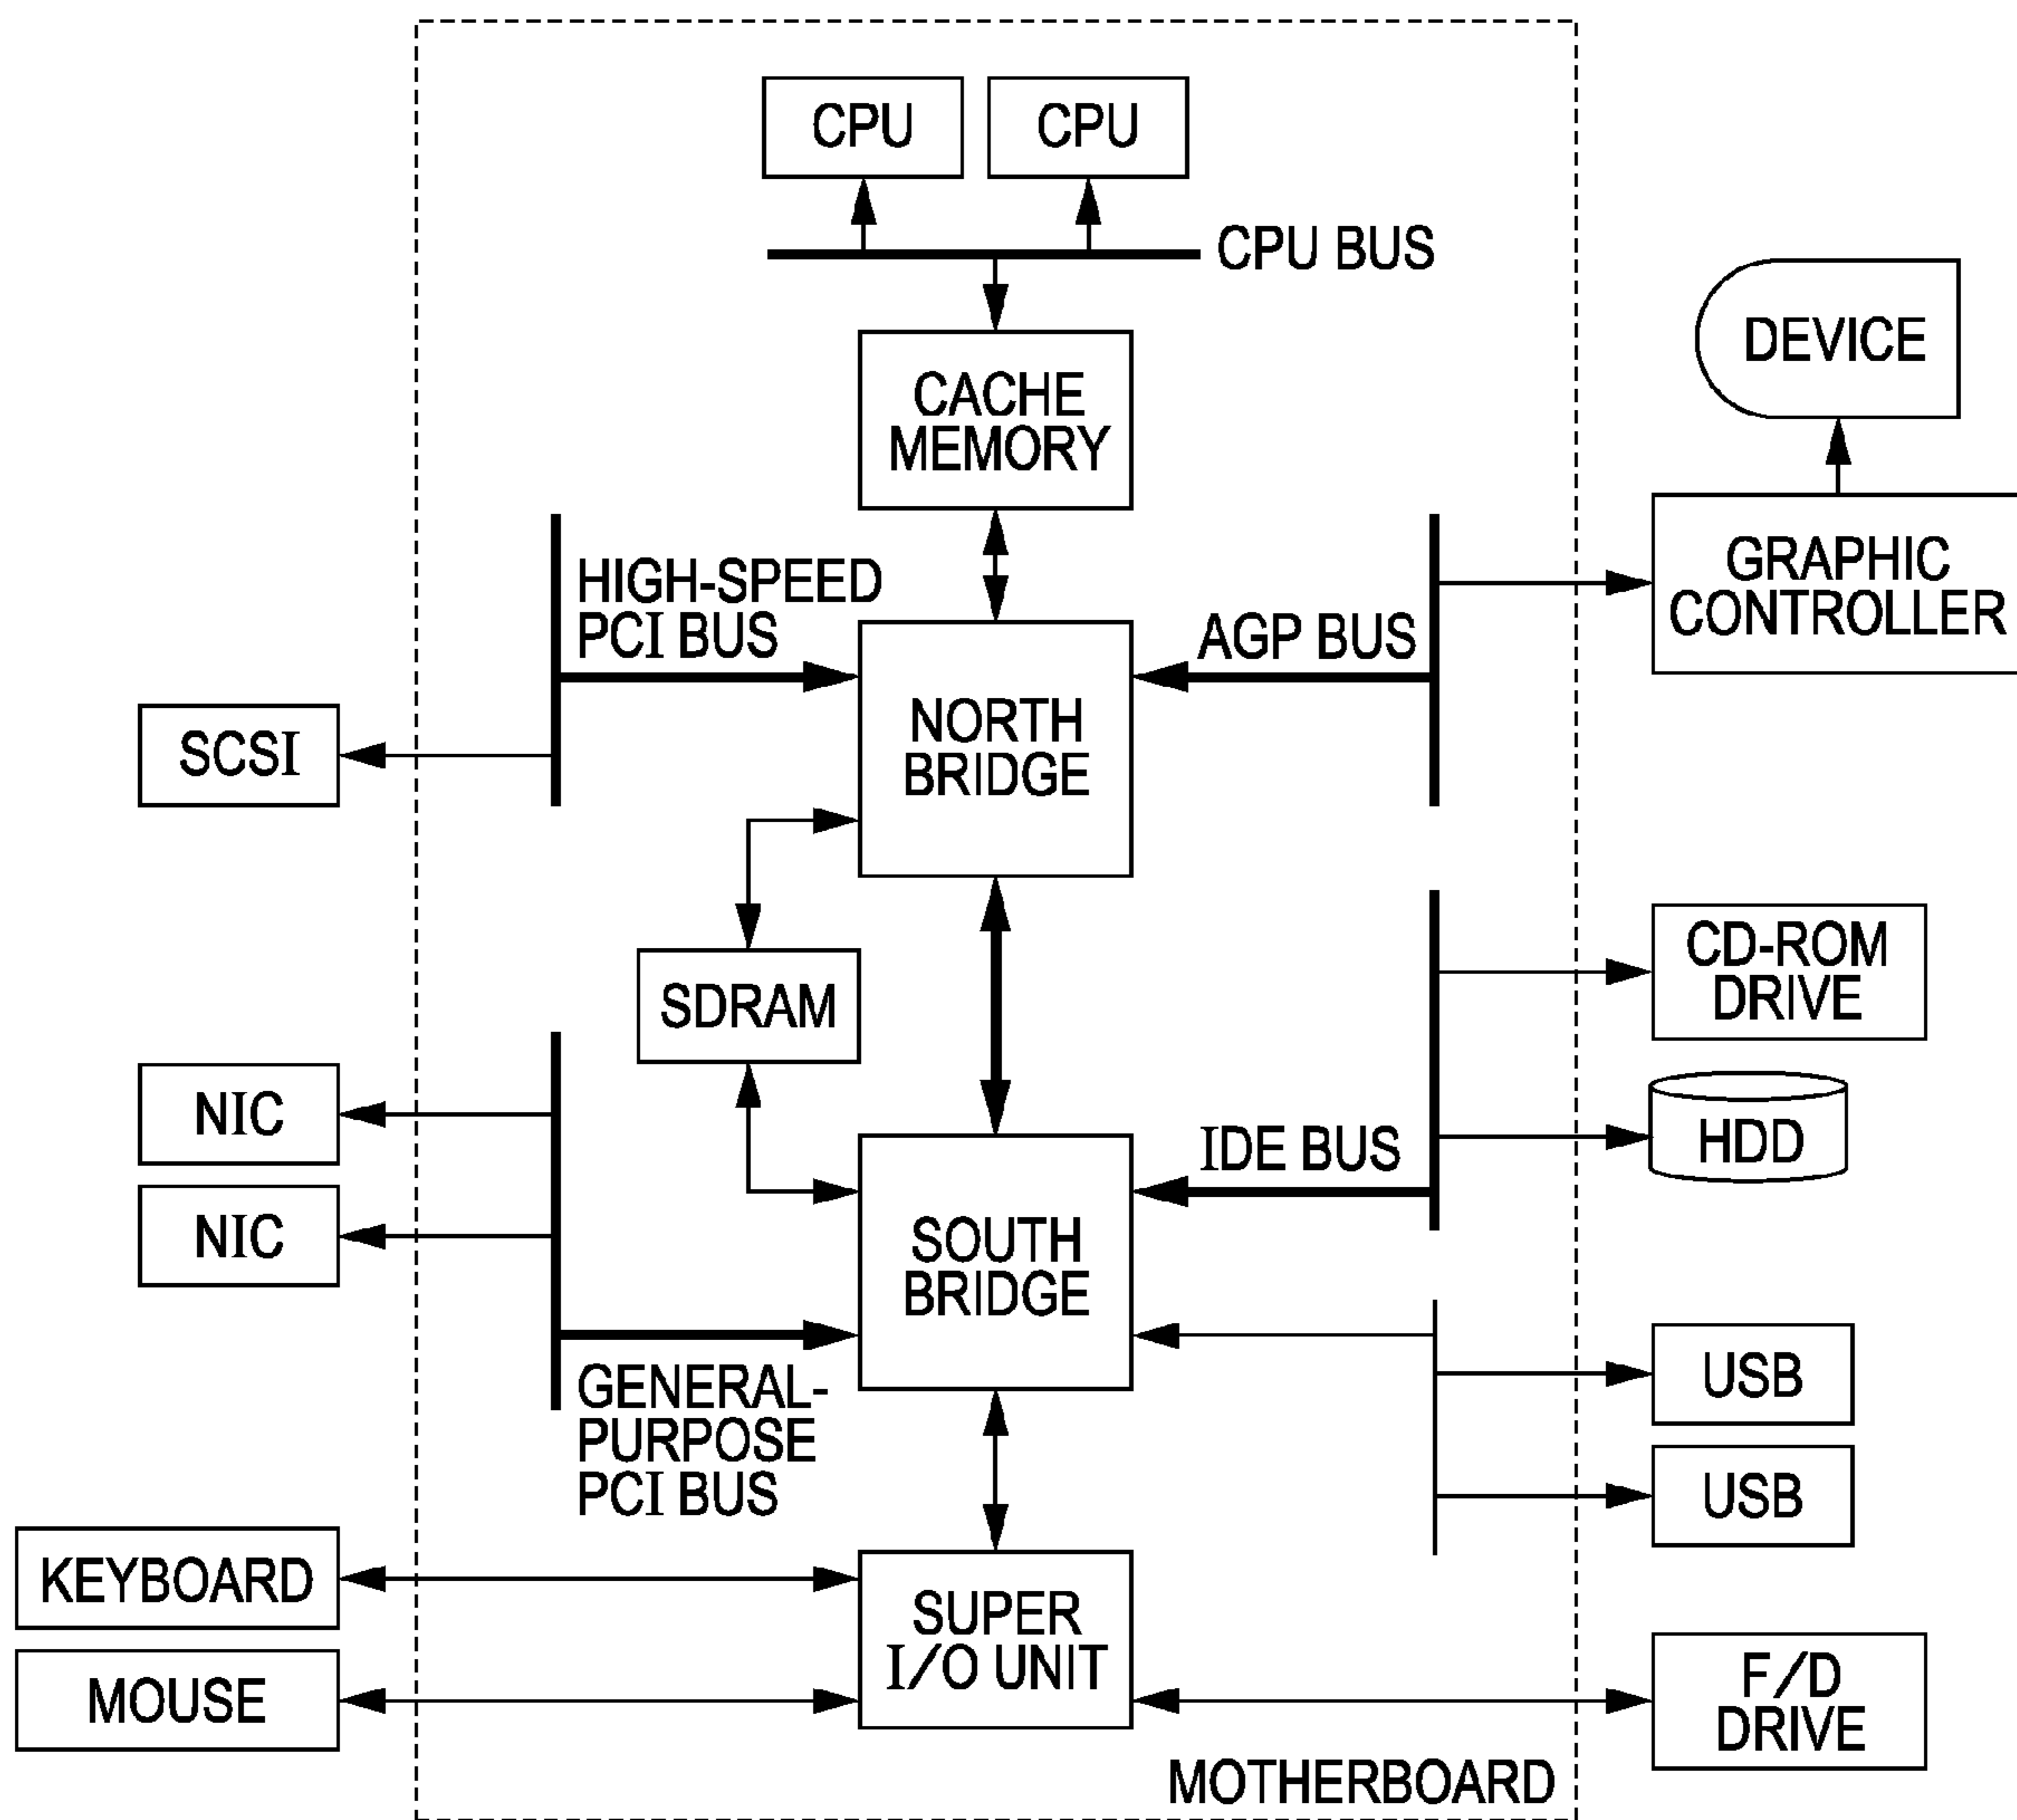 CPU
CPU
CPU BUS
DEVICE
CACHE
MEMORY
HIGH-SPEED
PCI BUS
AGP BUS
GRAPHIC
CONTROLLER
SCSI
NORTH
BRIDGE
SDRAM
CD-ROM
DRIVE
NIC
NIC
IDE BUS
HDD
SOUTH
BRIDGE
GENERAL-
PURPOSE
PCI BUS
USB
USB
KEYBOARD
MOUSE
SUPER
I/O UNIT
F/D
DRIVE
MOTHERBOARD